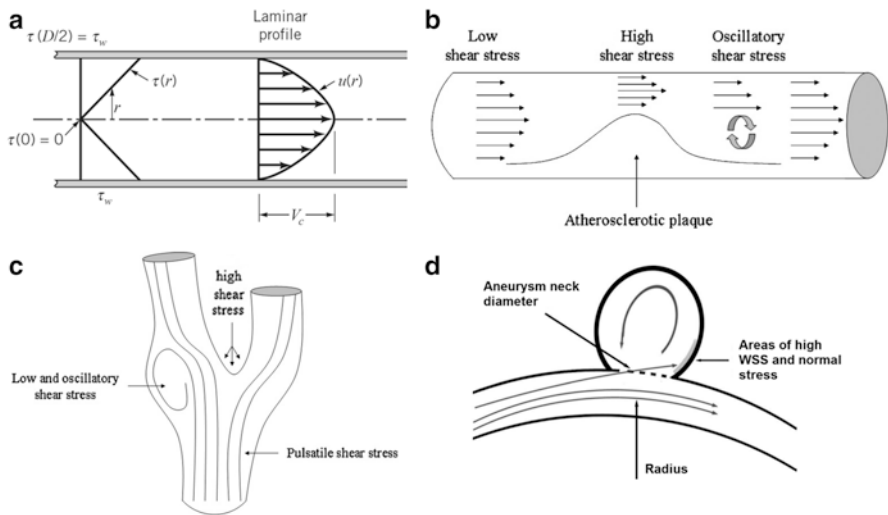 a
Laminar
profile
τ(D/2) = τw
τ(r)
r
u(r)
τ(0) = 0
τw
Vc
b
Low
shear stress
High
shear stress
Oscillatory
shear stress
Atherosclerotic plaque
c
high
shear
stress
Low and oscillatory
shear stress
Pulsatile shear stress
d
Aneurysm neck
diameter
Areas of high
WSS and normal
stress
Radius